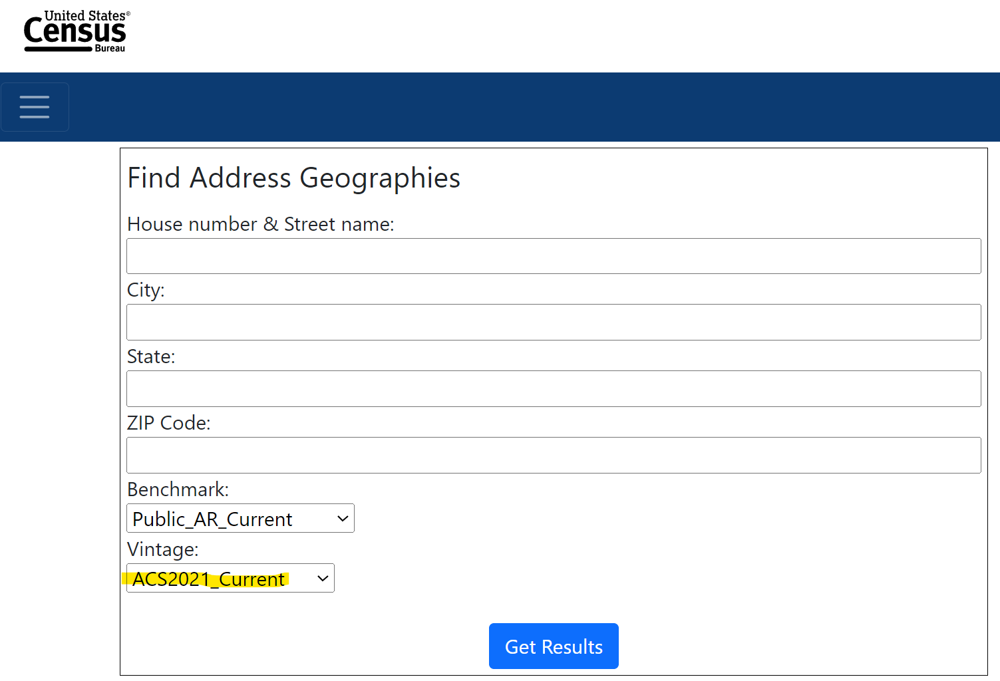 United States®
Census
Bureau
Find Address Geographies
House number & Street name:
City:
State:
ZIP Code:
Benchmark:
Public_AR_Current
Vintage:
ACS2021_Current
Get Results